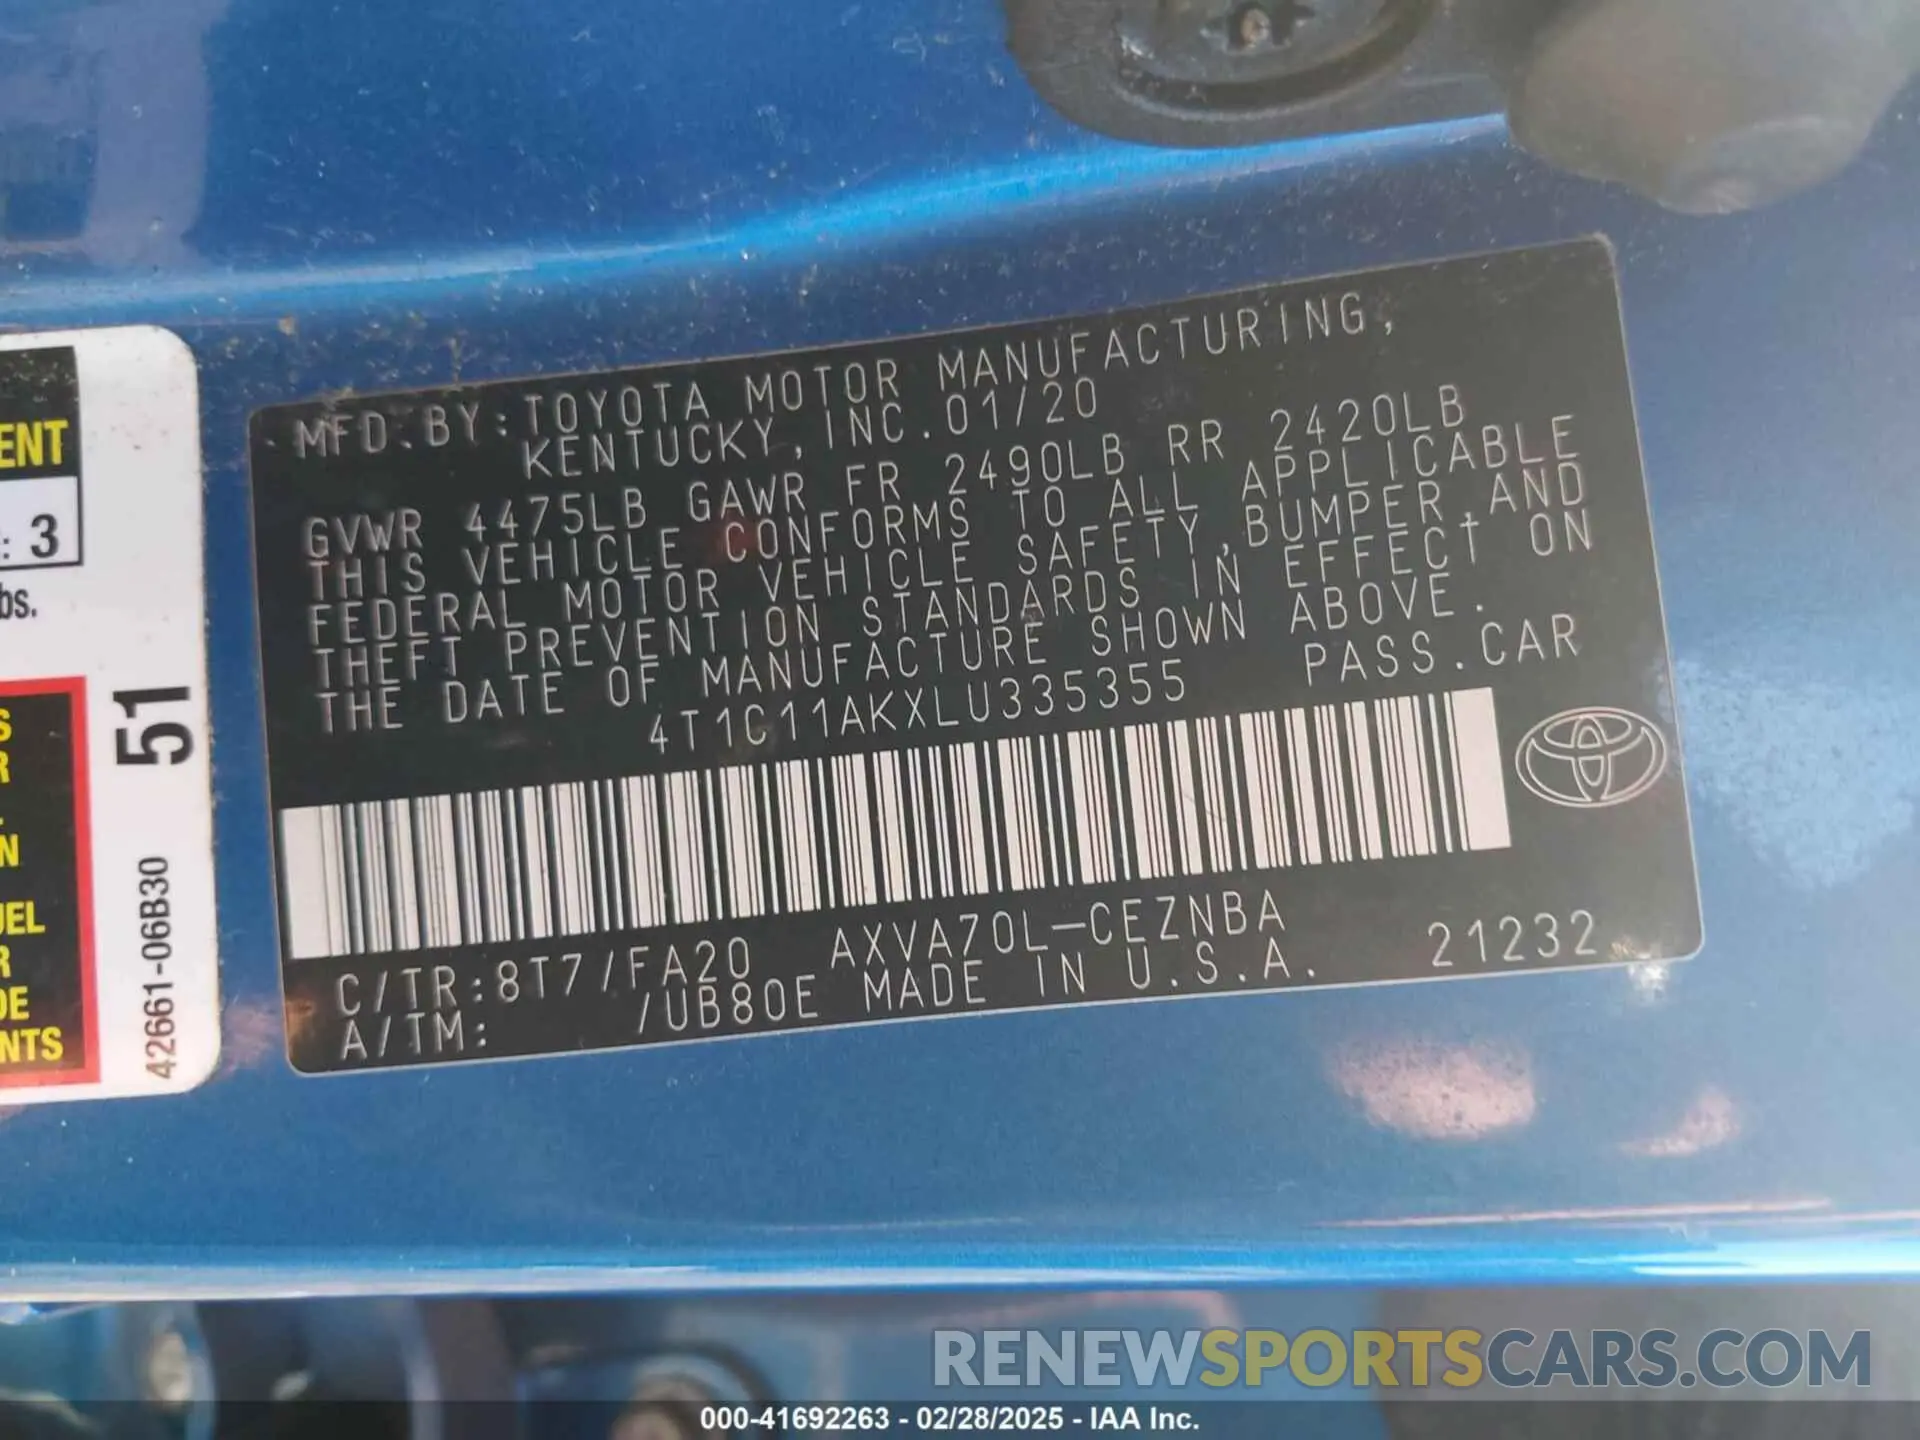 MFD.BY:TOYOTA MOTOR MANUFACTURING,
KENTUCKY, INC. 01/20
GVWR 4475LB GAWR FR 2490LB RR 2420LB
THIS VEHICLE CONFORMS TO ALL APPLICABLE
FEDERAL MOTOR VEHICLE SAFETY,BUMPER,AND
THEFT PREVENTION STANDARDS IN EFFECT ON
THE DATE OF MANUFACTURE SHOWN ABOVE.
4T1C11AKXLU335355 PASS.CAR
C/TR:8T7/FA20 AXVA70L-CEZNBA 21232
A/TM: /UB80E MADE IN U.S.A.
ENT
: 3
bs.
51
42661-06B30
S
R
N
UEL
R
DE
NTS
RENEWSPORTSCARS.COM
000-41692263 - 02/28/2025 - IAA Inc.